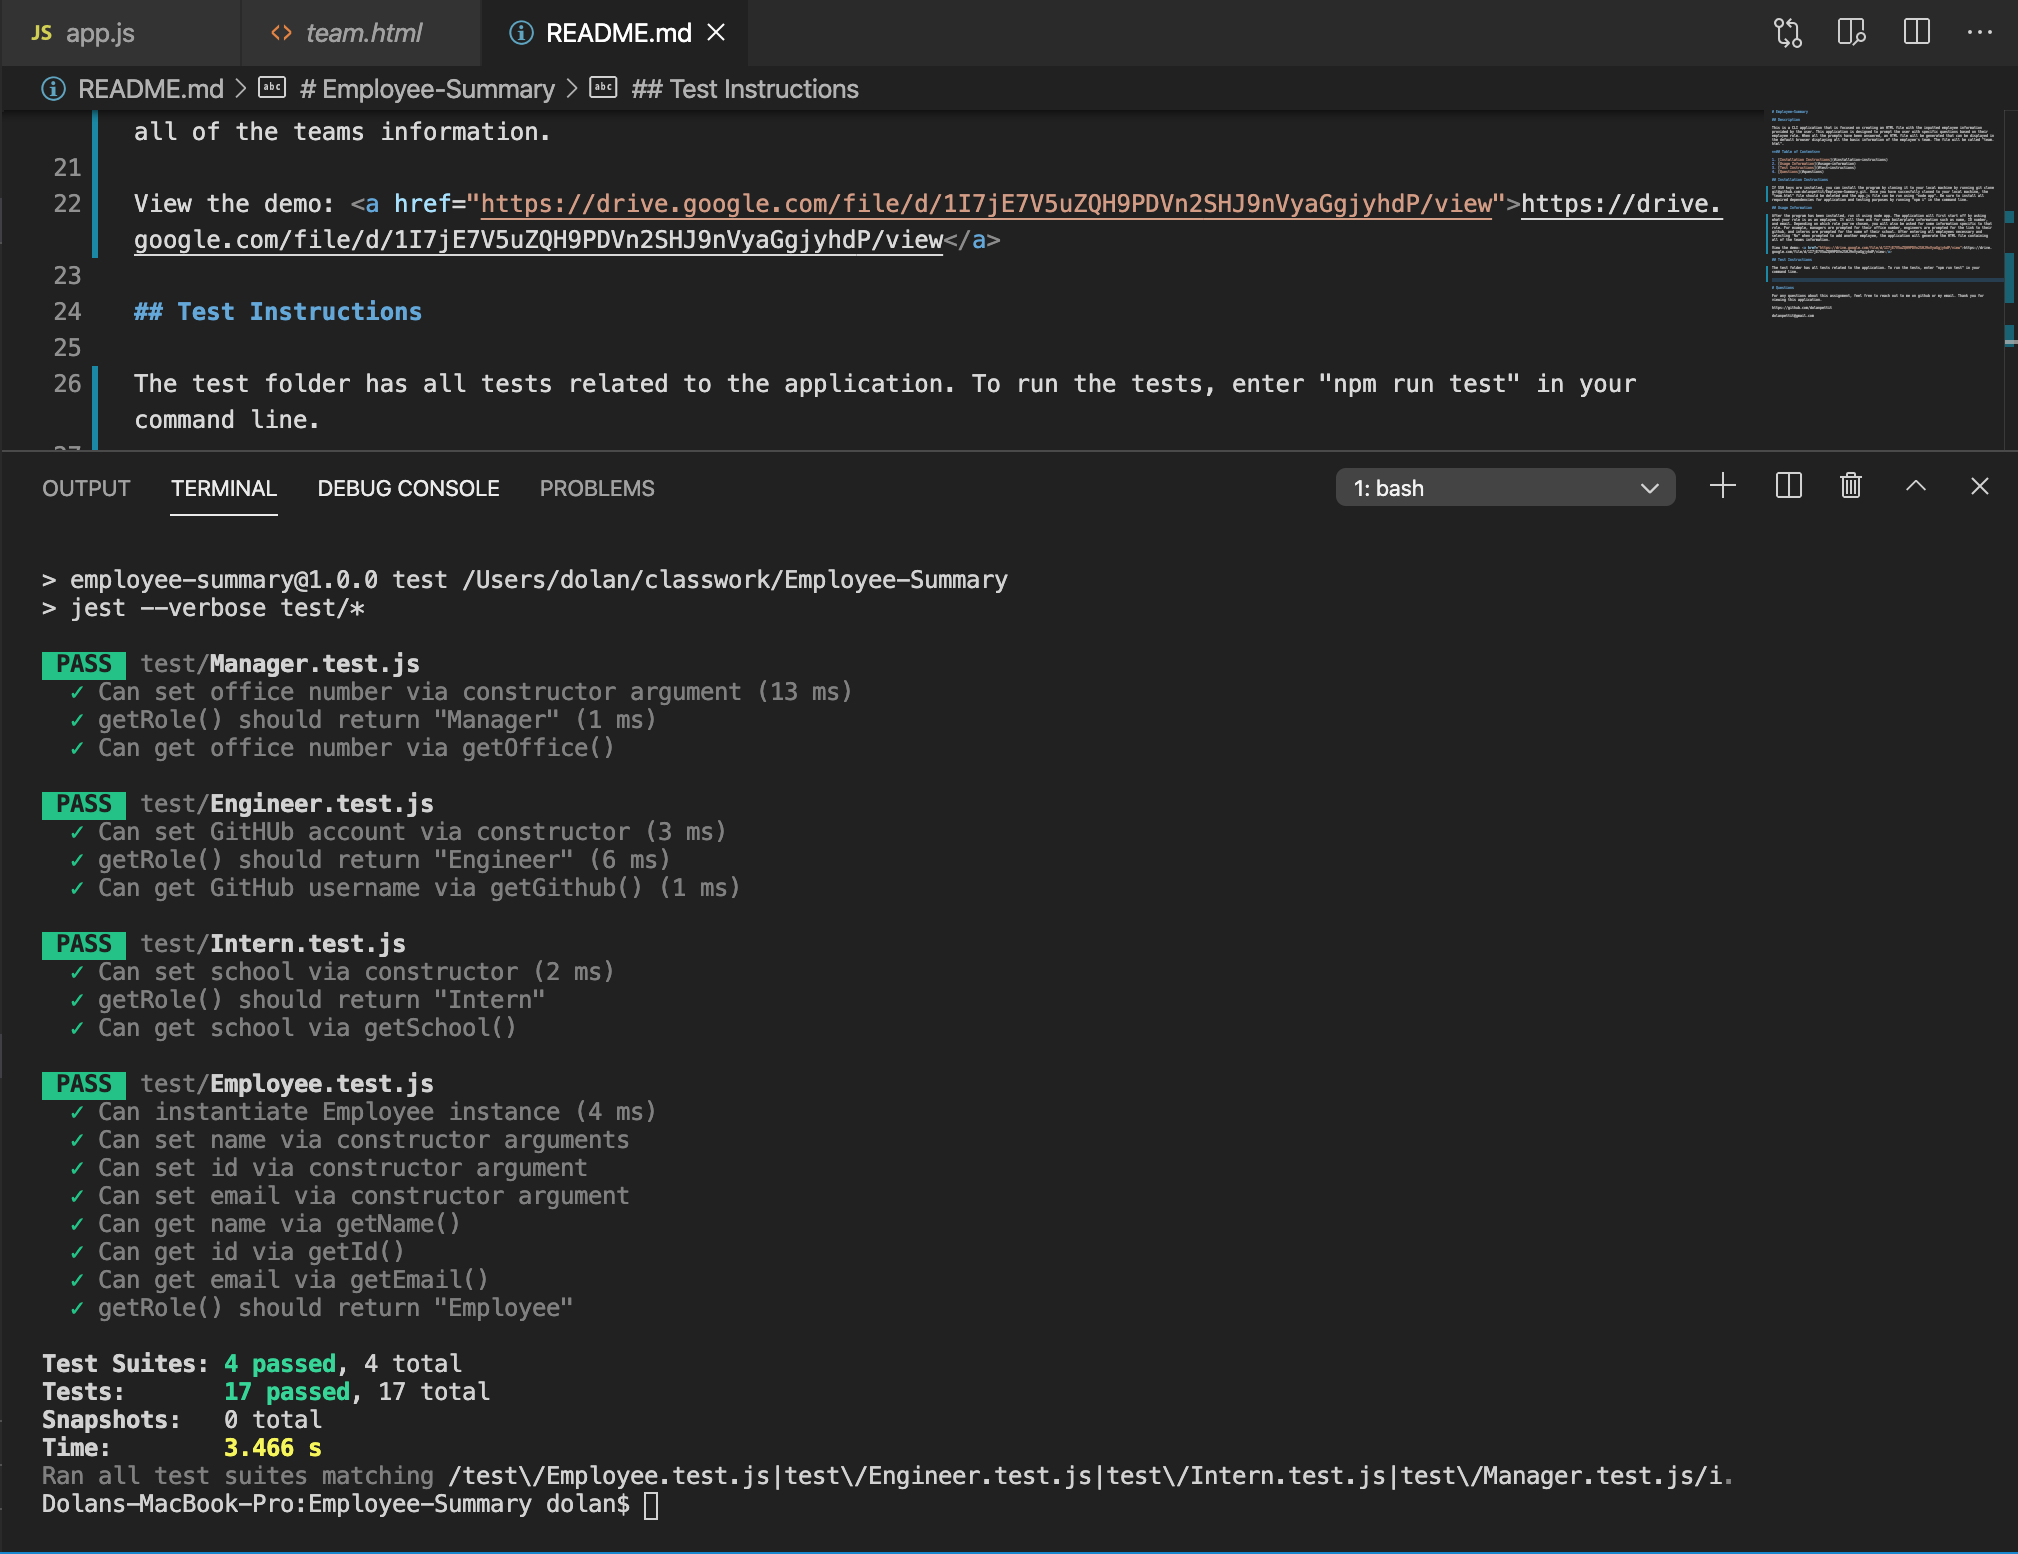 JS app.js <> team.html README.md
README.md > # Employee-Summary > ## Test Instructions
all of the teams information.
21
22 View the demo: <a href="https://drive.google.com/file/d/1I7jE7V5uZQH9PDVn2SHJ9nVyaGgjyhdP/view">https://drive.
google.com/file/d/1I7jE7V5uZQH9PDVn2SHJ9nVyaGgjyhdP/view</a>
23
24 ## Test Instructions
25
26 The test folder has all tests related to the application. To run the tests, enter "npm run test" in your
command line.
27
OUTPUT TERMINAL DEBUG CONSOLE PROBLEMS 1: bash
> employee-summary@1.0.0 test /Users/dolan/classwork/Employee-Summary
> jest --verbose test/*
PASS test/Manager.test.js
✓ Can set office number via constructor argument (13 ms)
✓ getRole() should return "Manager" (1 ms)
✓ Can get office number via getOffice()
PASS test/Engineer.test.js
✓ Can set GitHUb account via constructor (3 ms)
✓ getRole() should return "Engineer" (6 ms)
✓ Can get GitHub username via getGithub() (1 ms)
PASS test/Intern.test.js
✓ Can set school via constructor (2 ms)
✓ getRole() should return "Intern"
✓ Can get school via getSchool()
PASS test/Employee.test.js
✓ Can instantiate Employee instance (4 ms)
✓ Can set name via constructor arguments
✓ Can set id via constructor argument
✓ Can set email via constructor argument
✓ Can get name via getName()
✓ Can get id via getId()
✓ Can get email via getEmail()
✓ getRole() should return "Employee"
Test Suites: 4 passed, 4 total
Tests: 17 passed, 17 total
Snapshots: 0 total
Time: 3.466 s
Ran all test suites matching /test\/Employee.test.js|test\/Engineer.test.js|test\/Intern.test.js|test\/Manager.test.js/i.
Dolans-MacBook-Pro:Employee-Summary dolan$